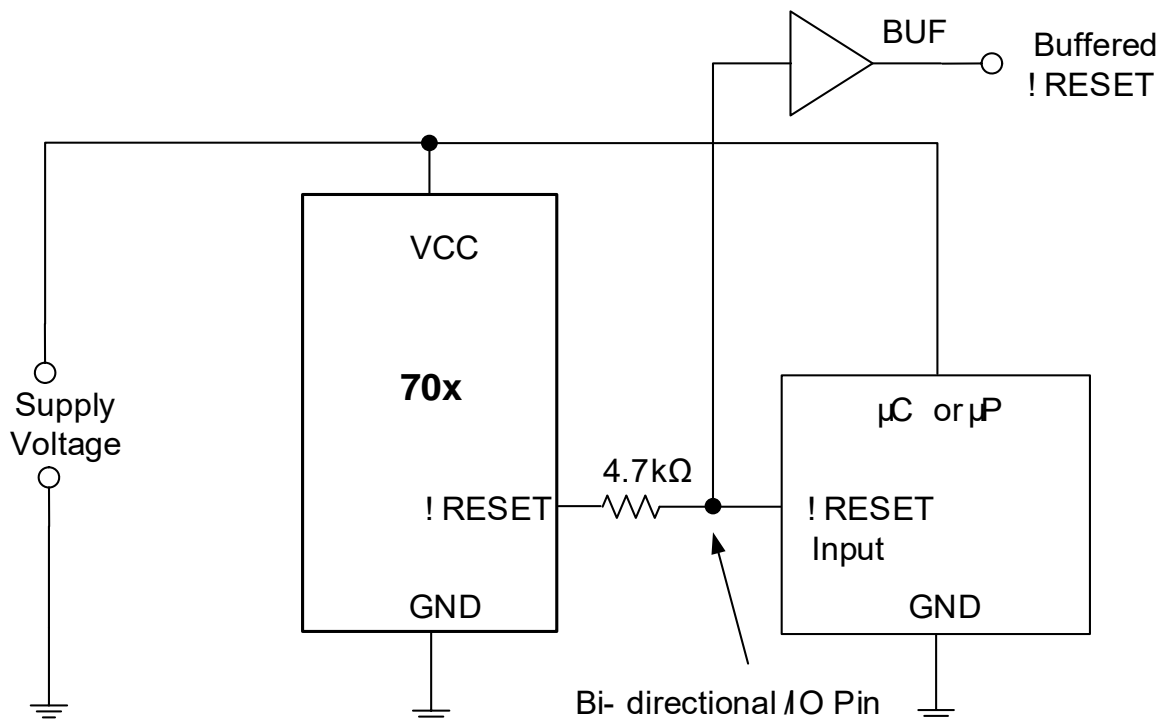 BUF
Buffered
! RESET
VCC
70x
Supply
Voltage
µC or µP
4.7kΩ
! RESET
! RESET
Input
GND
GND
Bi- directional I/O Pin